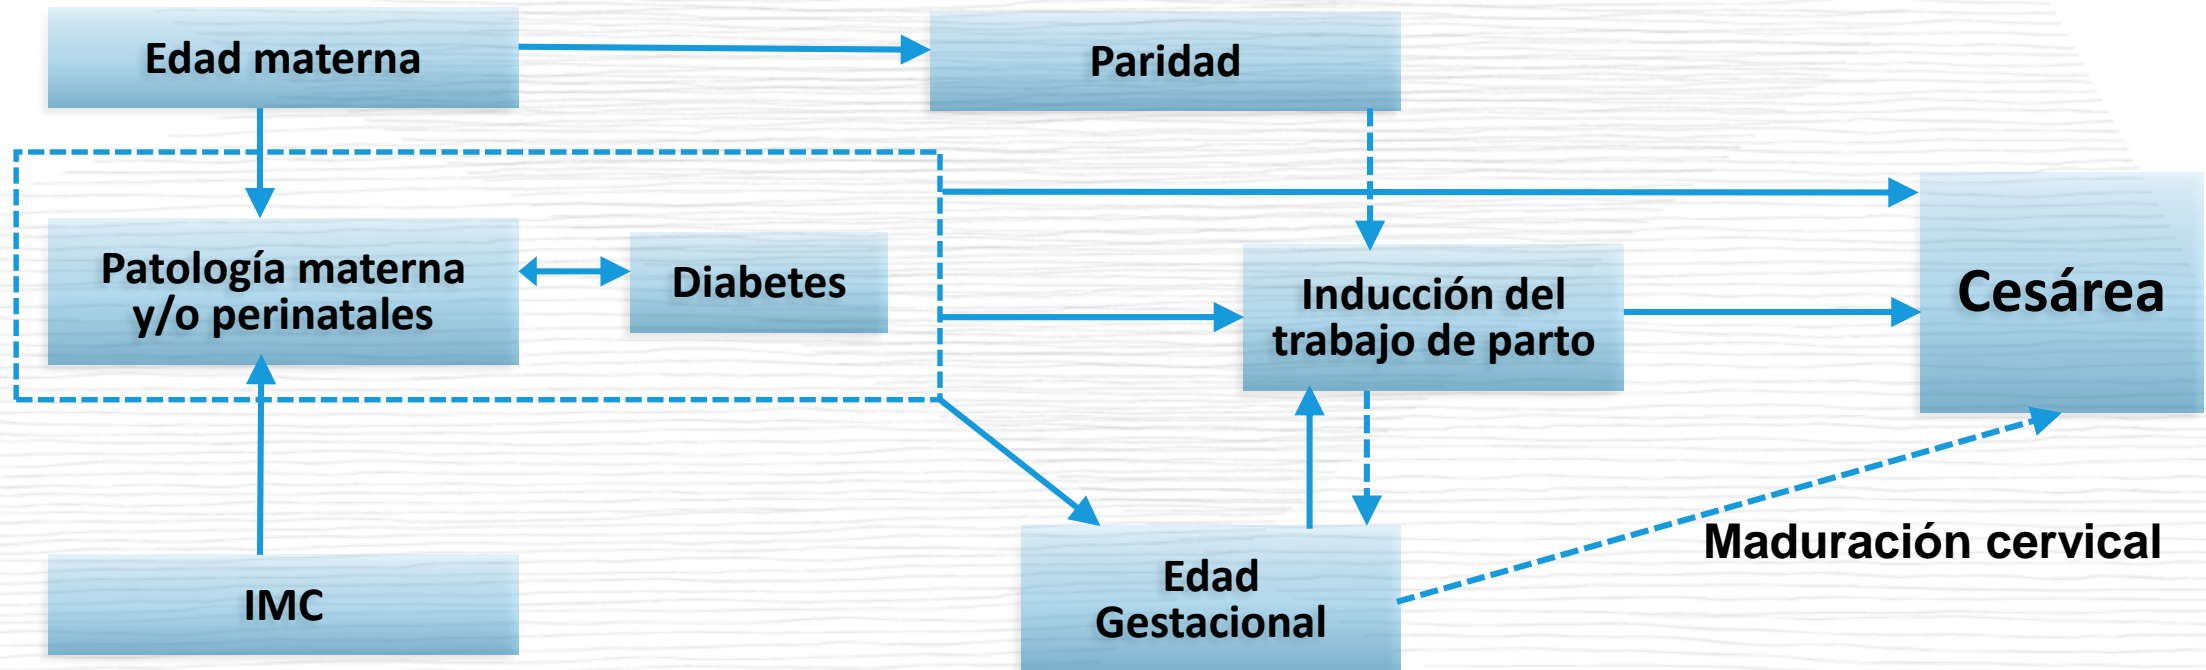 Edad materna
Paridad
Patología materna
y/o perinatales
Diabetes
Inducción del
trabajo de parto
Cesárea
Maduración cervical
IMC
Edad
Gestacional